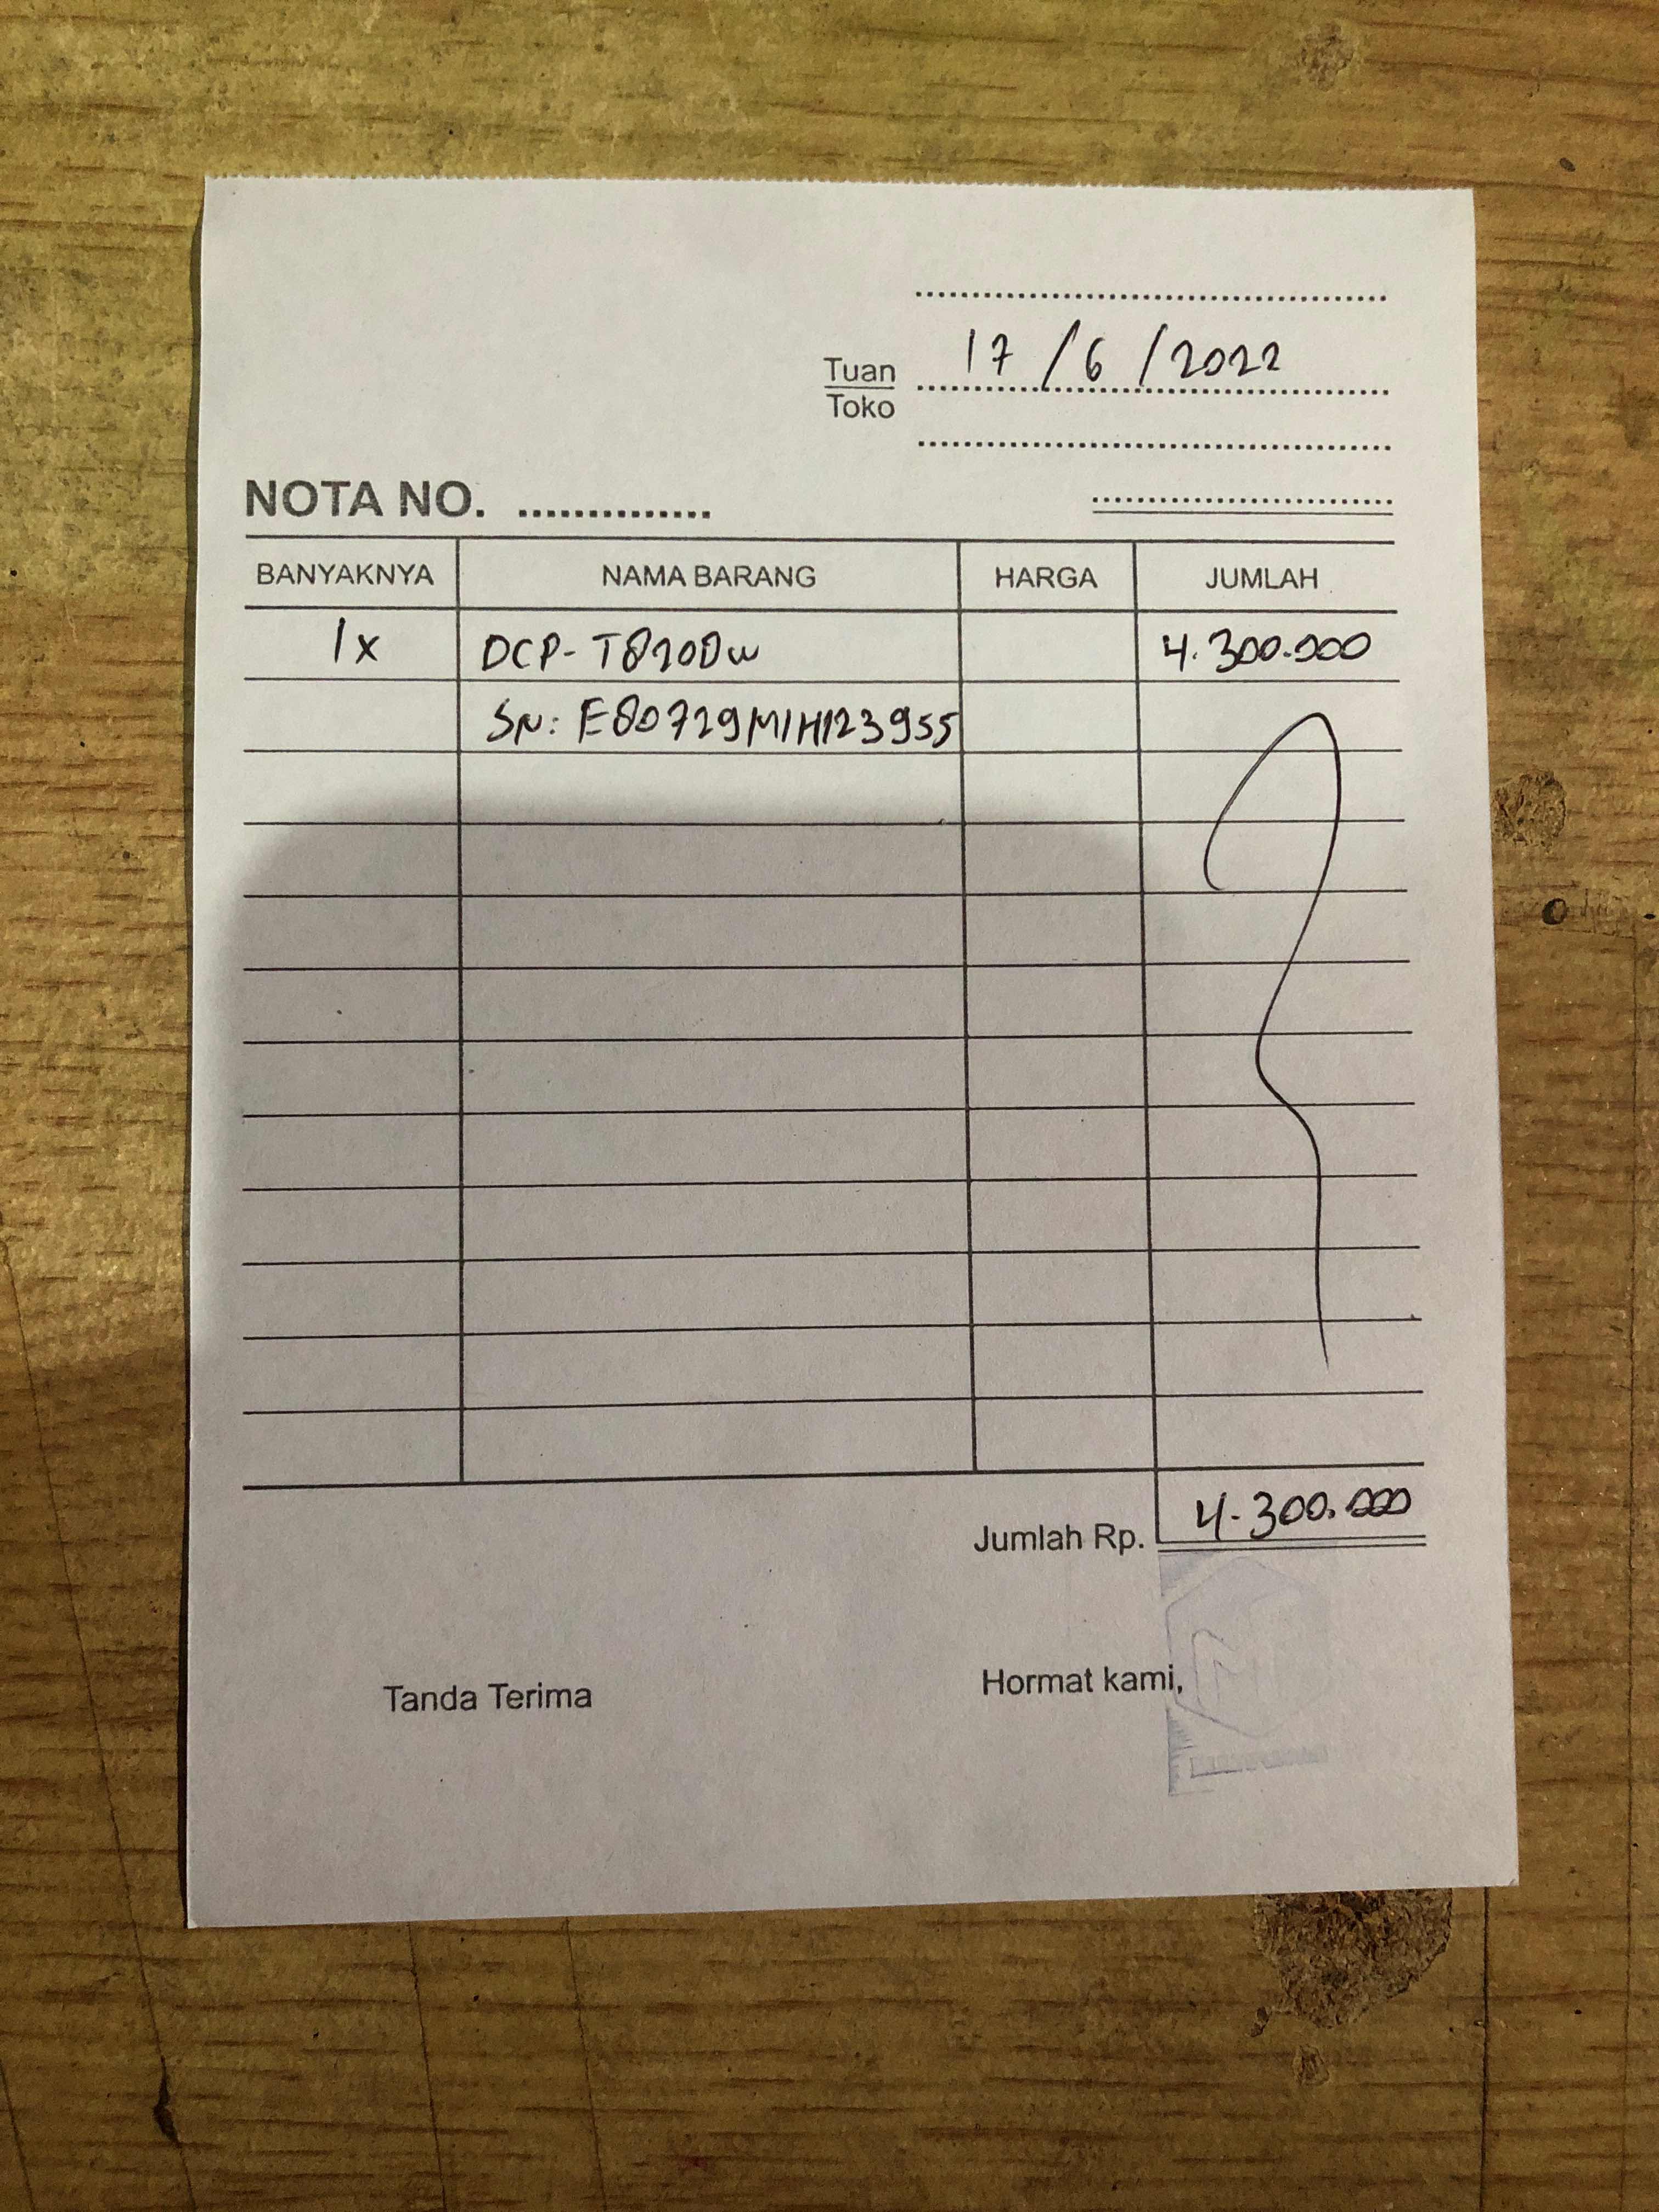 17/6/2022
Tuan
Toko
NOTA NO. ..............
BANYAKNYA NAMA BARANG HARGA JUMLAH
1x DCP-T820DW 4.300.000
SN: E80729M1H123955
Jumlah Rp. 4.300.000
Tanda Terima Hormat kami,